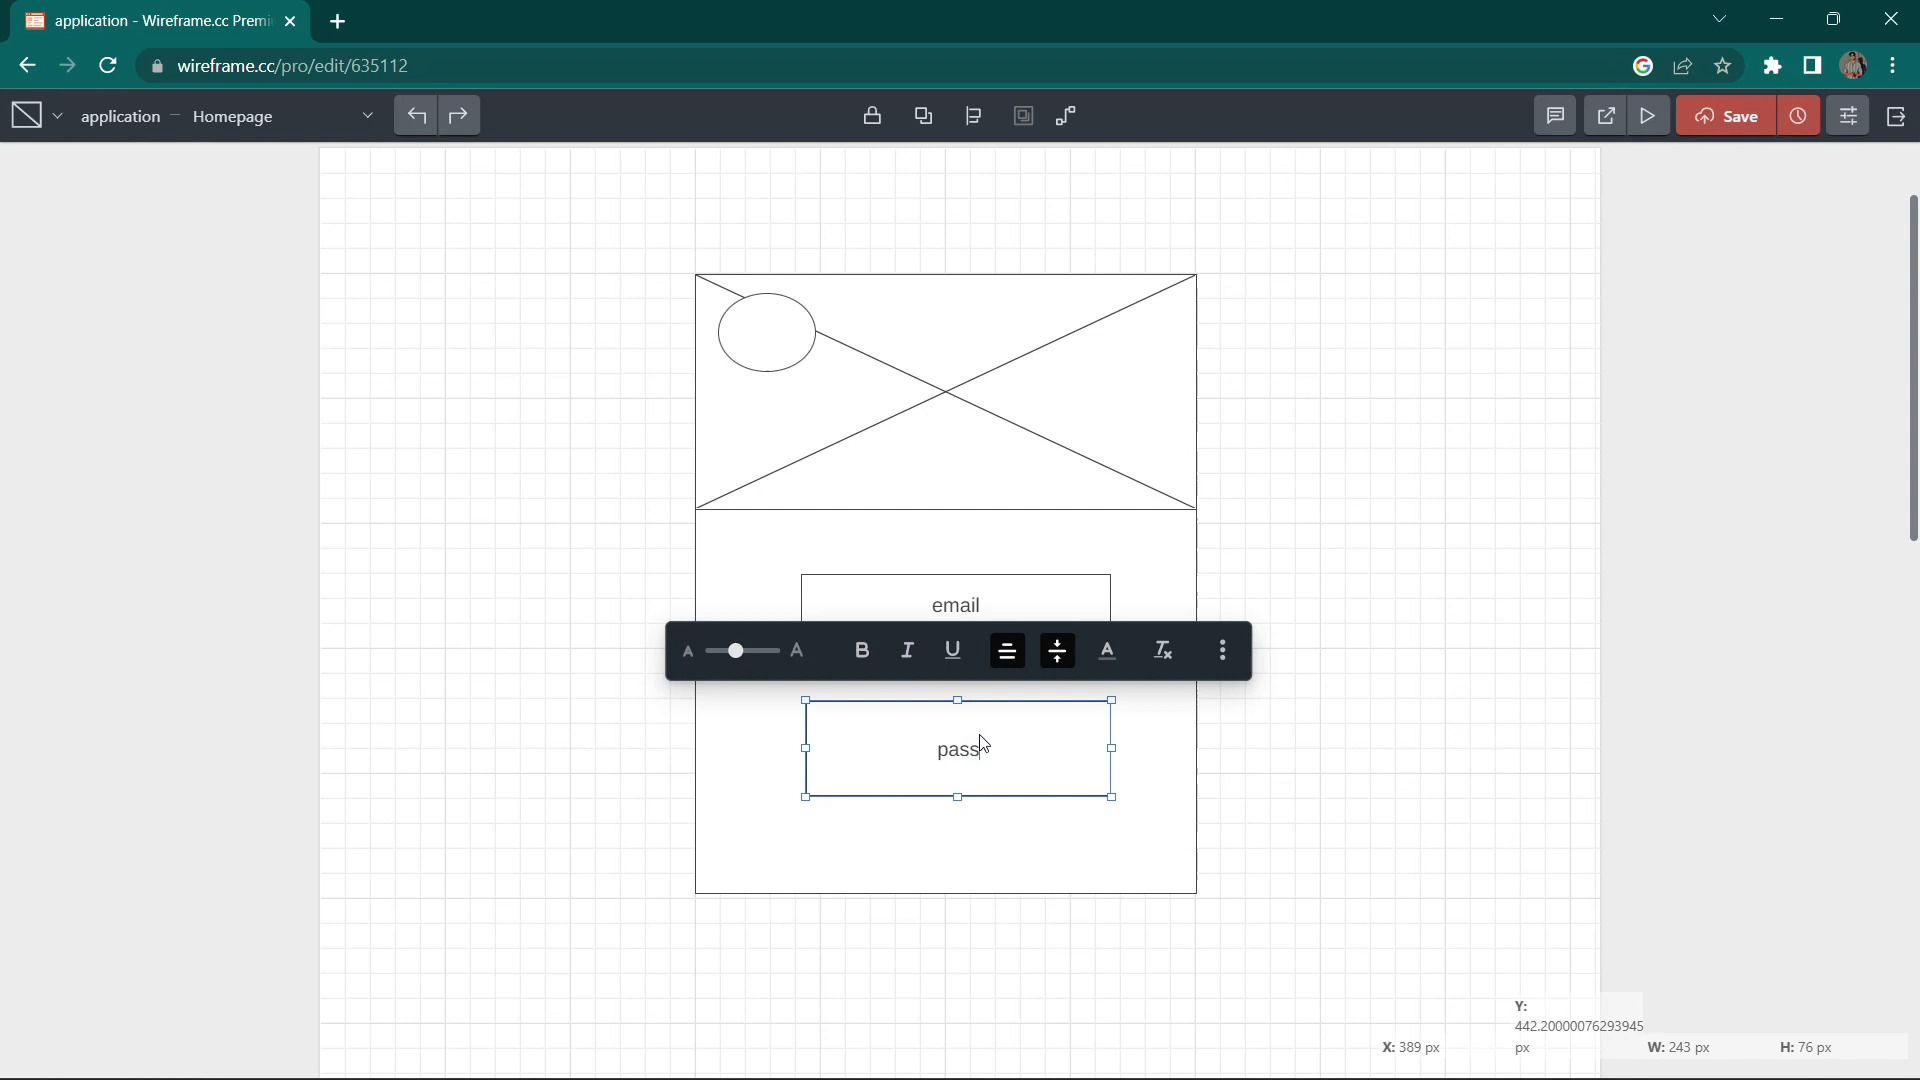 application - Wireframe.cc Premi
wireframe.cc/pro/edit/635112
application — Homepage
Save
email
A A B I U A Tx
pass
Y:
442.20000076293945
X: 389 px px W: 243 px H: 76 px